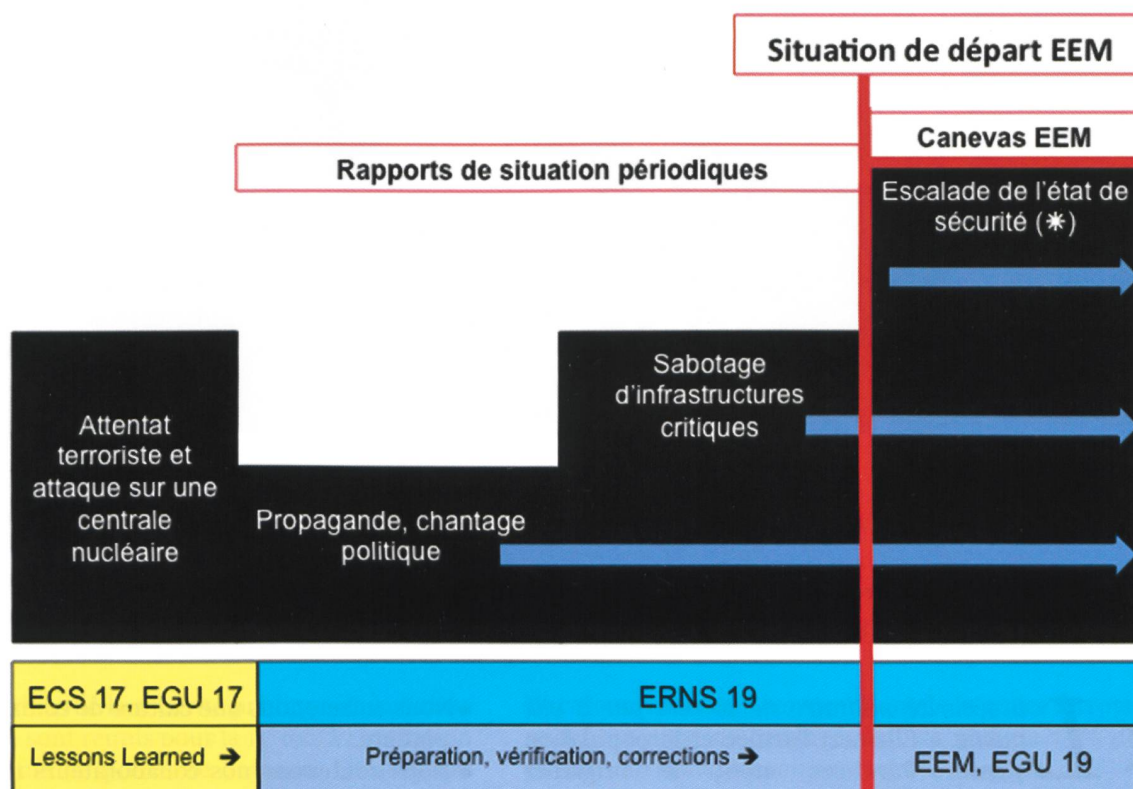 Situation de départ EEM
Canevas EEM
Rapports de situation périodiques
Escalade de l'état de
sécurité (✷)
Sabotage
d'infrastructures
critiques
Attentat
terroriste et
attaque sur une
centrale
nucléaire
Propagande, chantage
politique
ECS 17, EGU 17
ERNS 19
Lessons Learned ➔
Préparation, vérification, corrections ➔
EEM, EGU 19